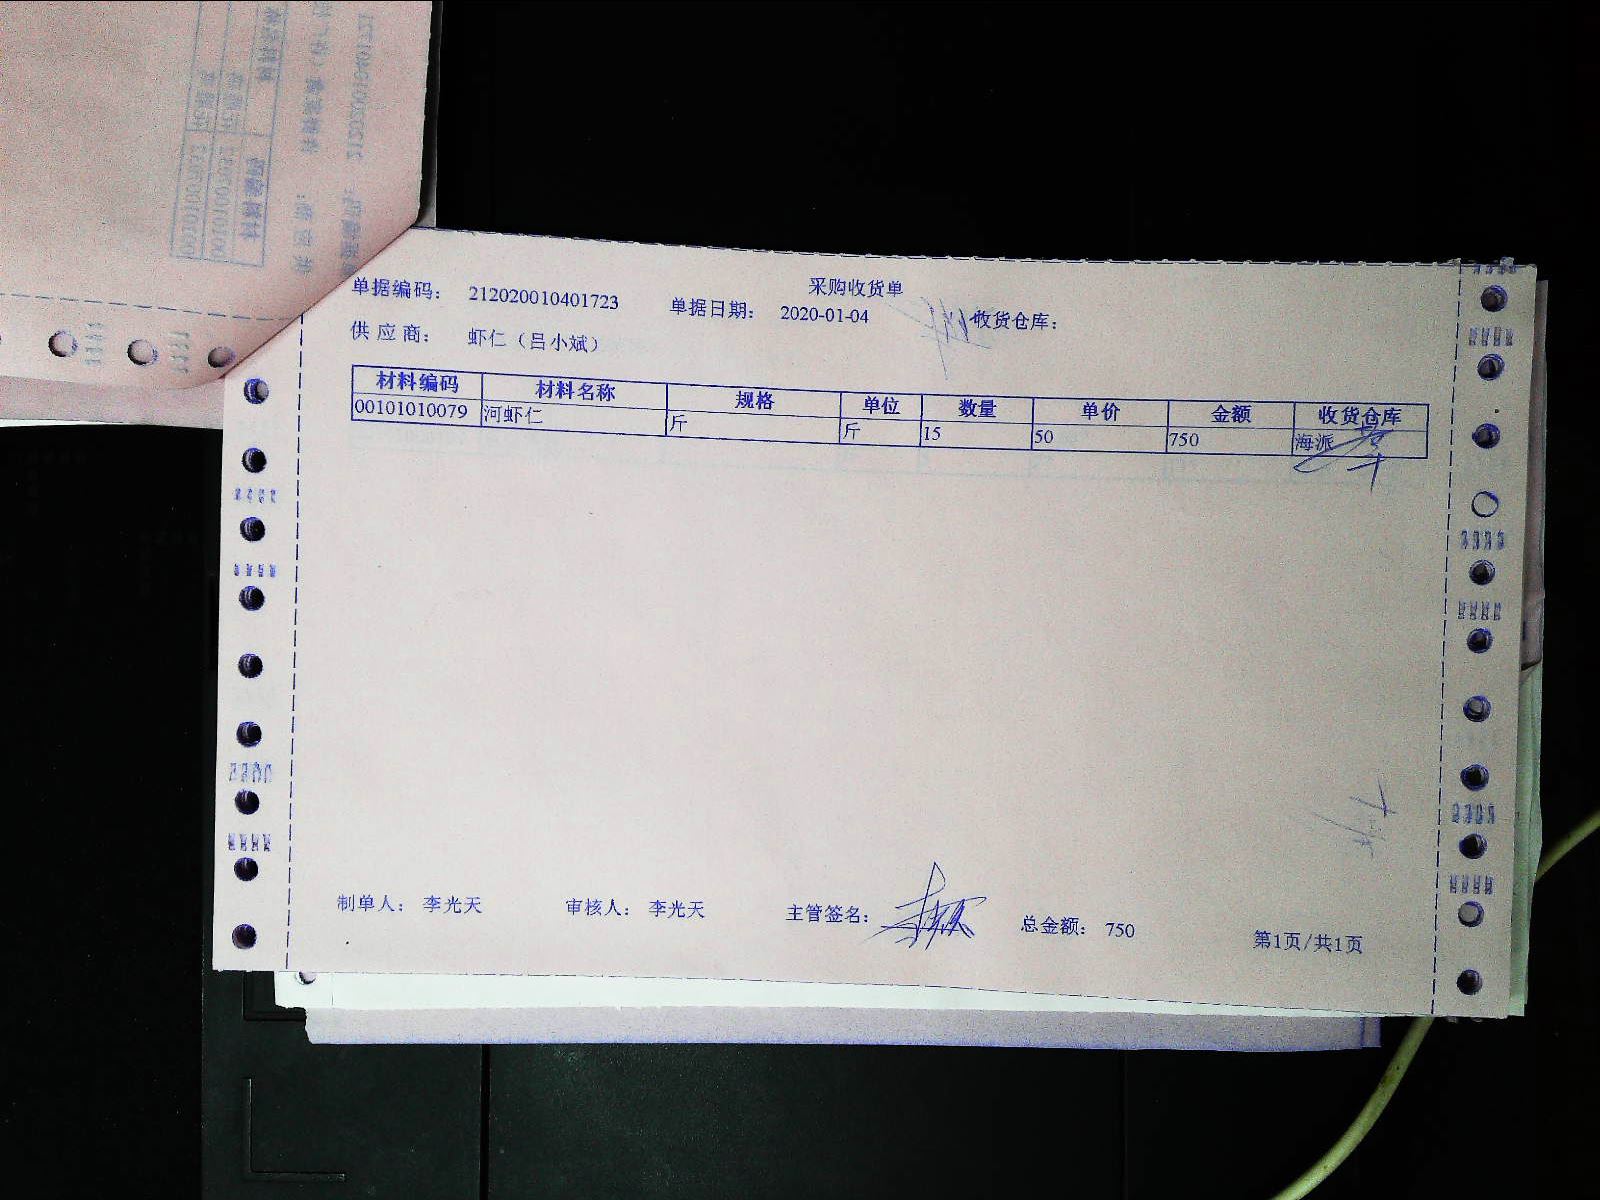 采购收货单
单据编码： 212020010401723 单据日期： 2020-01-04 收货仓库：
供 应 商： 虾仁（吕小斌）
材料编码 材料名称 规格 单位 数量 单价 金额 收货仓库
00101010079 河虾仁 斤 斤 15 50 750 海派
制单人： 李光天 审核人： 李光天 主管签名： 总金额： 750
第1页/共1页